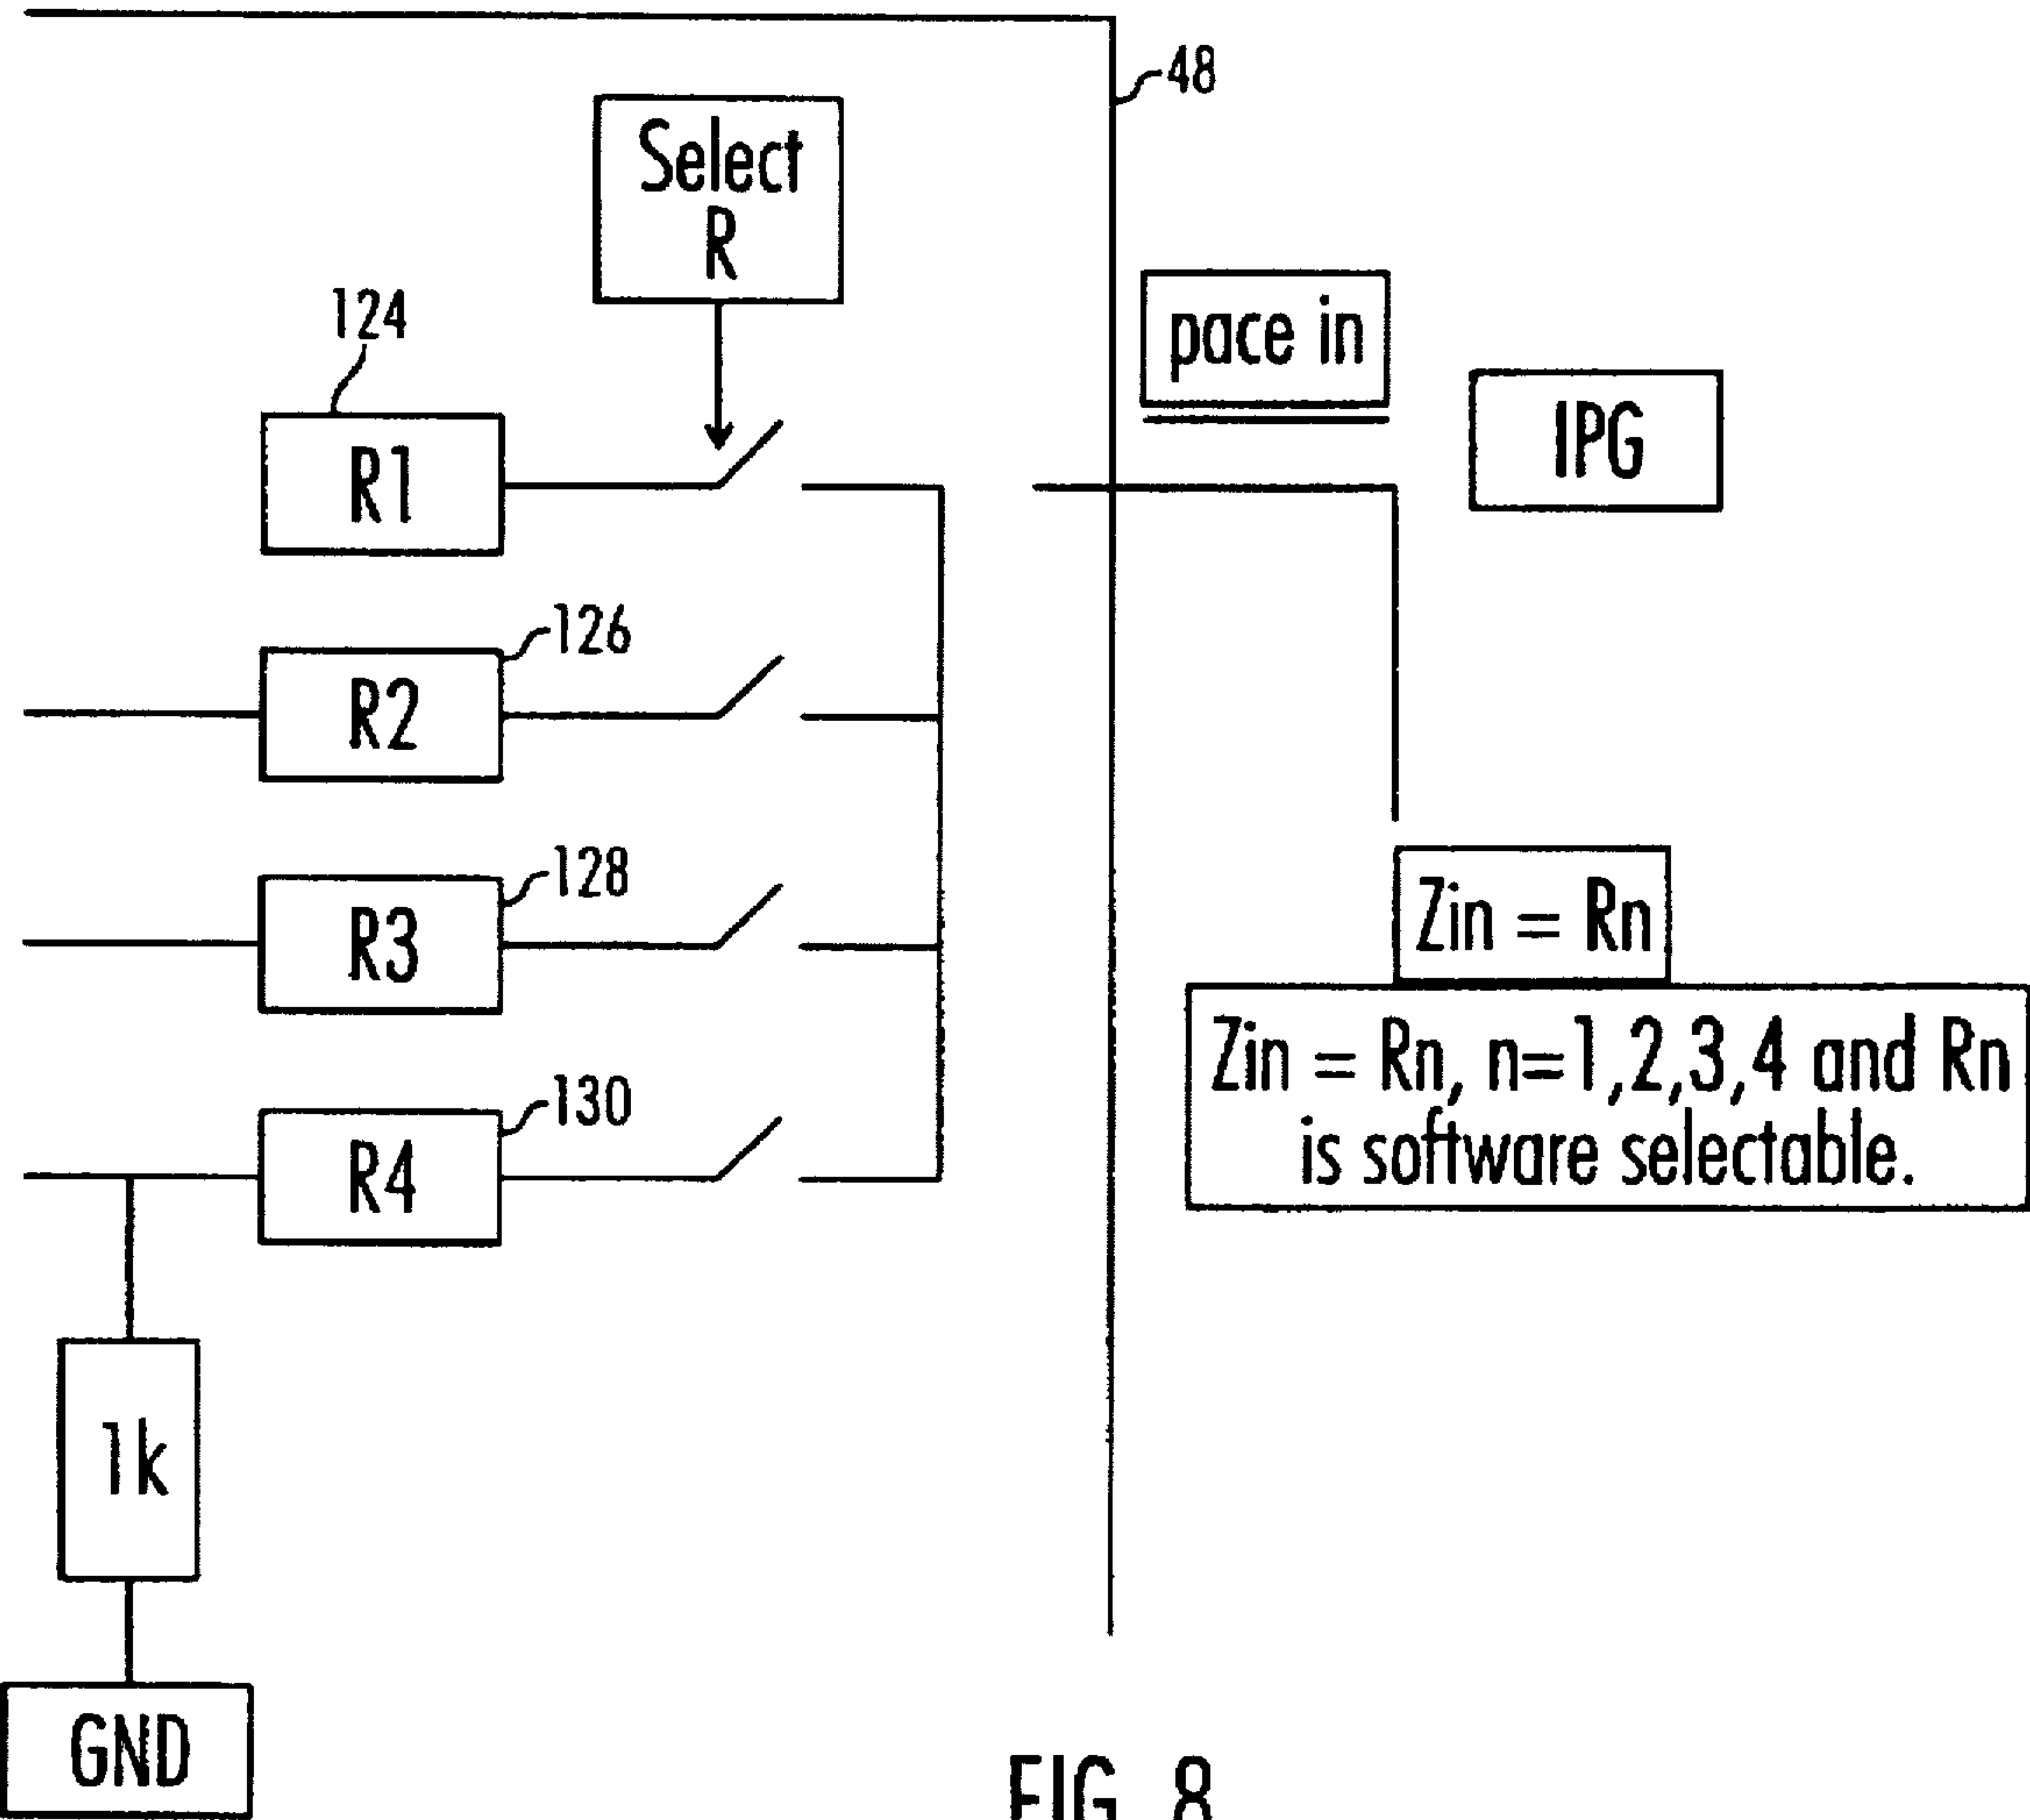 48
Select
R
124
pace in
IPG
R1
126
R2
128
R3
Zin = Rn
Zin = Rn, n=1,2,3,4 and Rn
is software selectable.
130
R4
1k
GND
FIG. 8